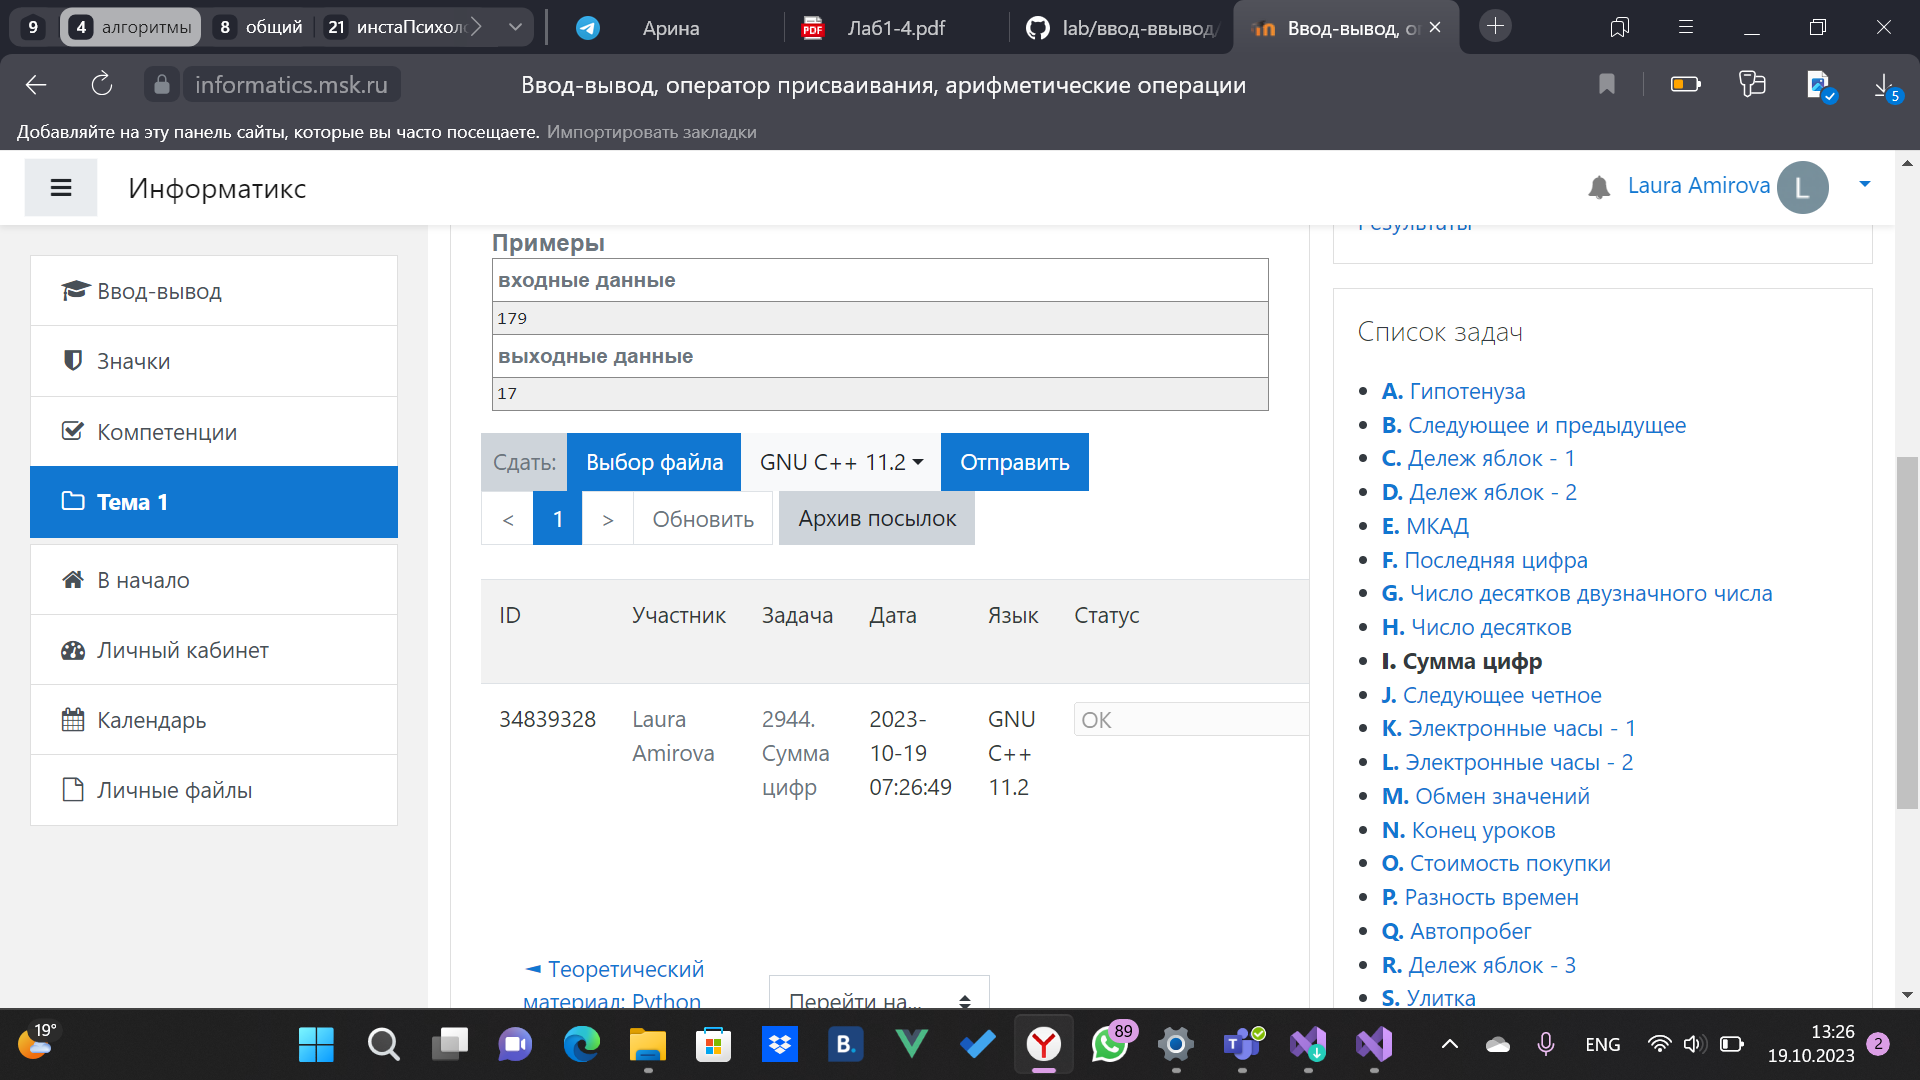 9
4 алгоритмы
8 общий
21 инстаПсихол
Арина
PDF Лаб1-4.pdf
lab/ввод-ввывод/
Ввод-вывод, о
informatics.msk.ru
Ввод-вывод, оператор присваивания, арифметические операции
5
Добавляйте на эту панель сайты, которые вы часто посещаете. Импортировать закладки
Информатикс
Laura Amirova
L
Ввод-вывод
Значки
Компетенции
Тема 1
В начало
Личный кабинет
Календарь
Личные файлы
Примеры
входные данные
179
выходные данные
17
Сдать: Выбор файла GNU C++ 11.2 Отправить
< 1 > Обновить Архив посылок
ID Участник Задача Дата Язык Статус
34839328 Laura 2944. 2023- GNU OK
Amirova Сумма 10-19 C++
цифр 07:26:49 11.2
◄ Теоретический
материал: Python
Перейти на...
Результаты
Список задач
A. Гипотенуза
B. Следующее и предыдущее
C. Дележ яблок - 1
D. Дележ яблок - 2
E. МКАД
F. Последняя цифра
G. Число десятков двузначного числа
H. Число десятков
I. Сумма цифр
J. Следующее четное
K. Электронные часы - 1
L. Электронные часы - 2
M. Обмен значений
N. Конец уроков
O. Стоимость покупки
P. Разность времен
Q. Автопробег
R. Дележ яблок - 3
S. Улитка
19°
B.
89
T
ENG
13:26
19.10.2023
2